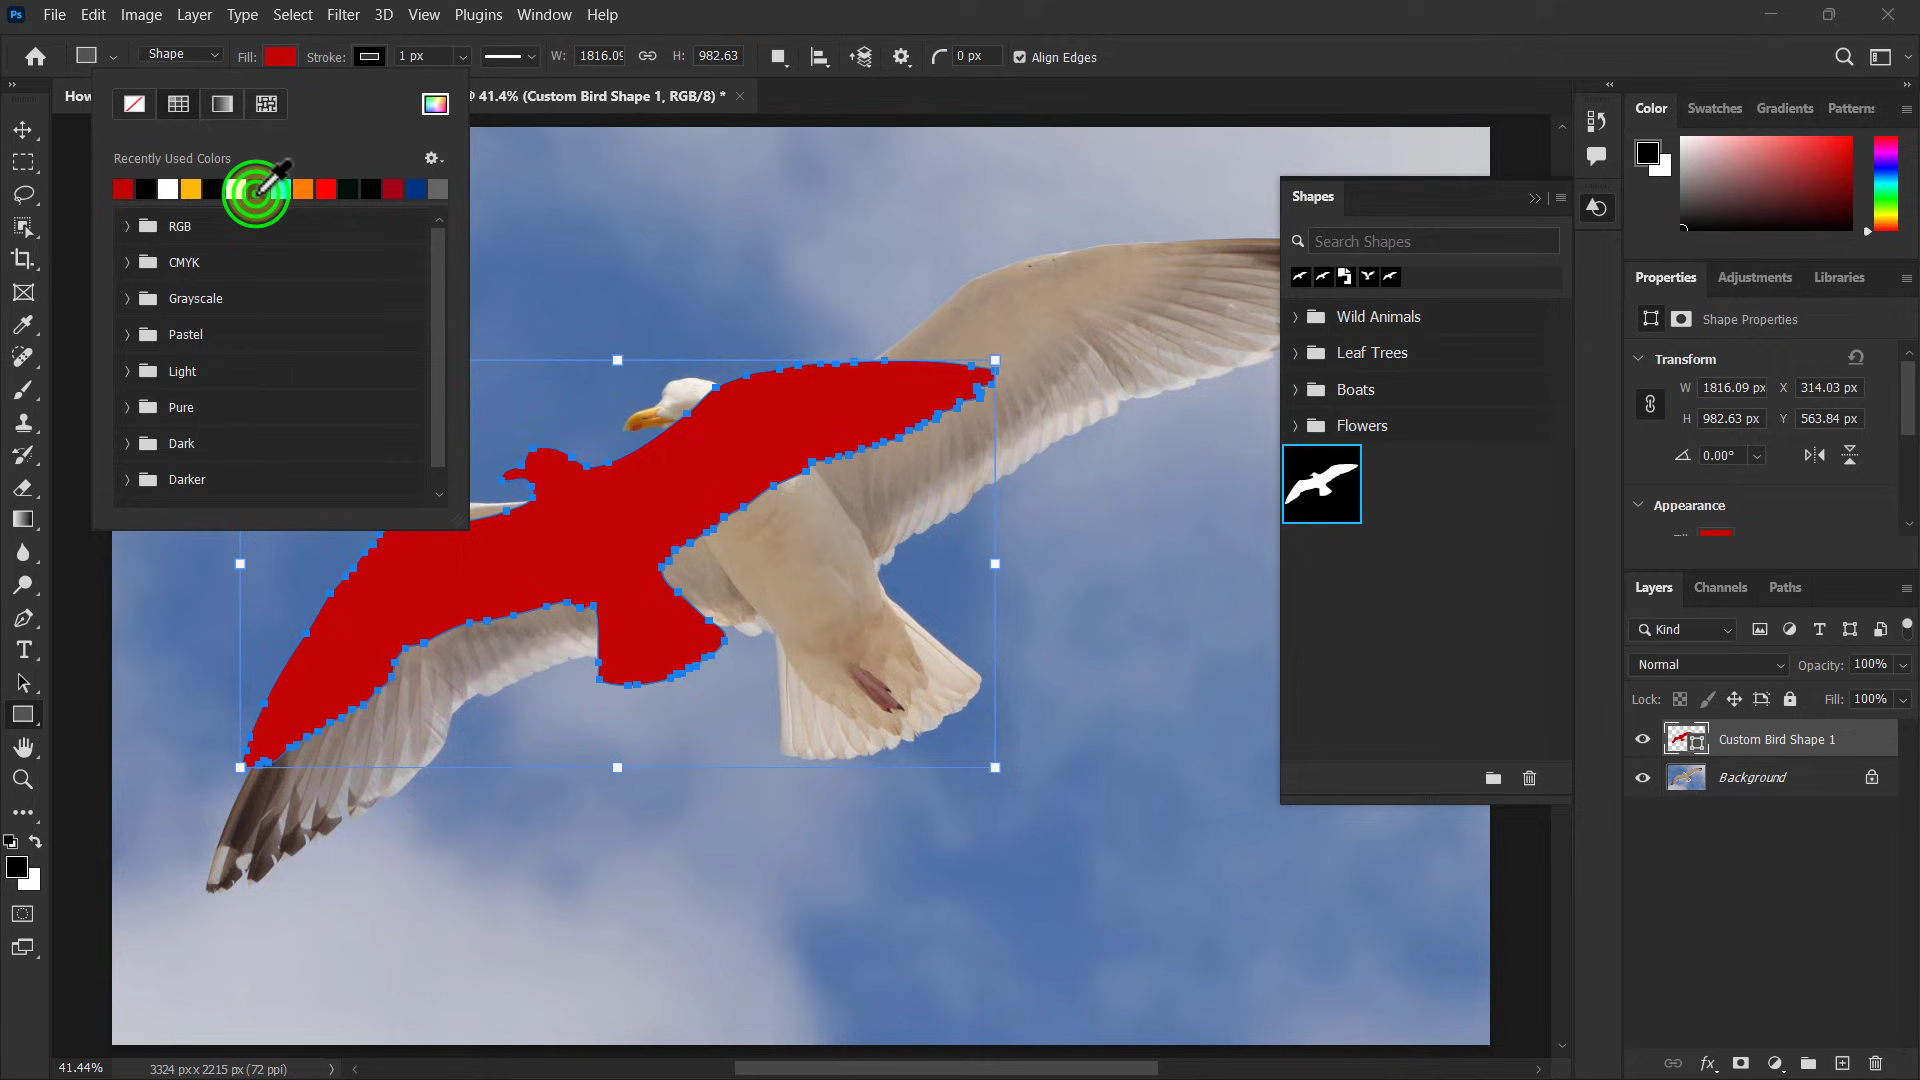 Ps File Edit Image Layer Type Select Filter 3D View Plugins Window Help
Shape Fill: Stroke: 1 px W: 1816.09 H: 982.63 0 px Align Edges
How @ 41.4% (Custom Bird Shape 1, RGB/8) *
Recently Used Colors
RGB
CMYK
Grayscale
Pastel
Light
Pure
Dark
Darker
Shapes
Search Shapes
Wild Animals
Leaf Trees
Boats
Flowers
Color Swatches Gradients Patterns
Properties Adjustments Libraries
Shape Properties
Transform
W 1816.09 px X 314.03 px
H 982.63 px Y 563.84 px
0.00°
Appearance
Layers Channels Paths
Kind
Normal Opacity: 100%
Lock: Fill: 100%
Custom Bird Shape 1
Background
41.44% 3324 px x 2215 px (72 ppi)